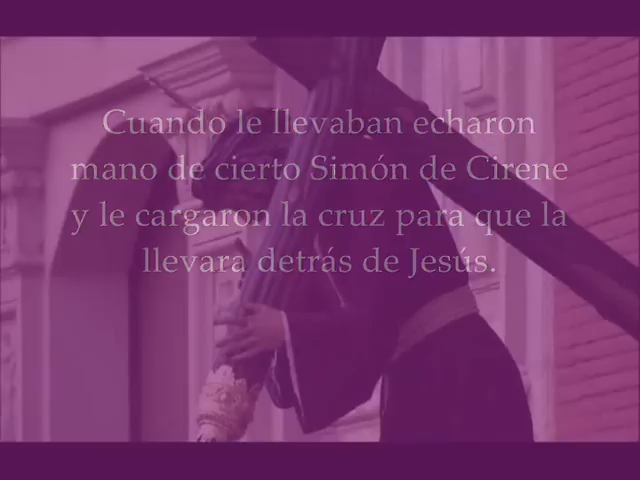 Cuando le llevaban echaron
mano de cierto Simón de Cirene
y le cargaron la cruz para que la
llevara detrás de Jesús.